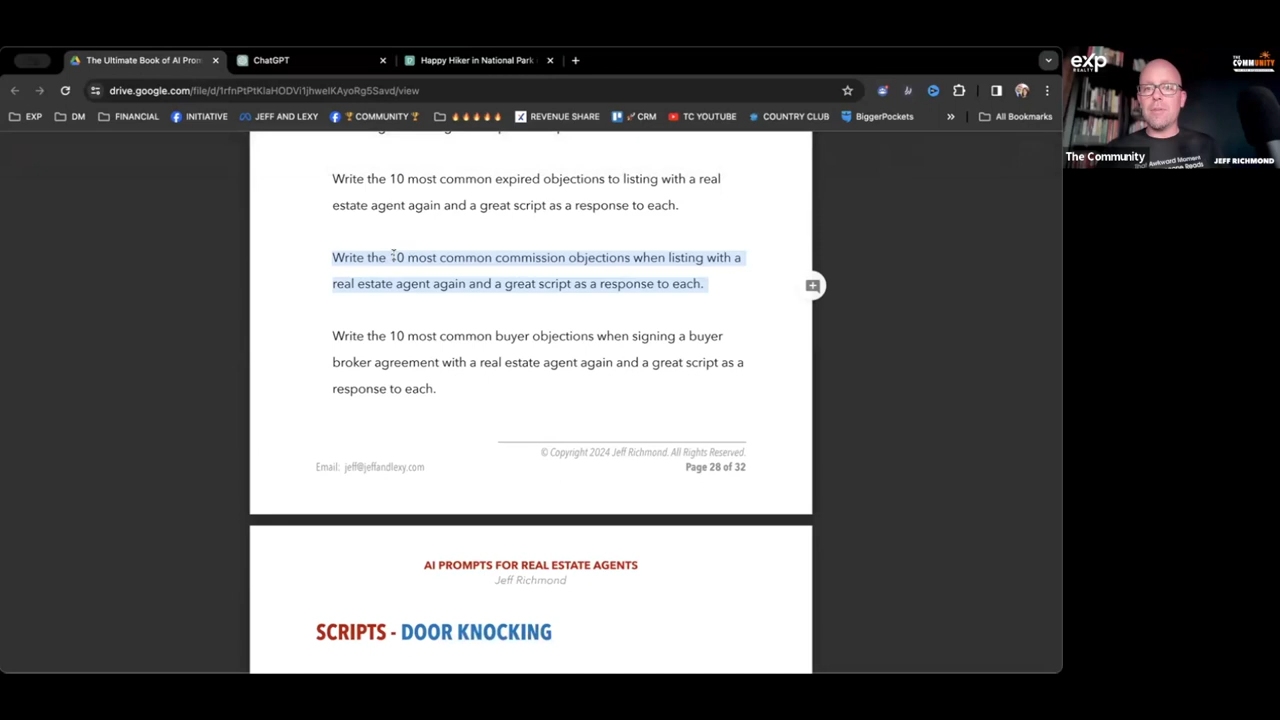 The Ultimate Book of AI Prom
ChatGPT
Happy Hiker in National Park
drive.google.com/file/d/1rfnPtPtKlaHODVi1jhweIKAyoRg5Savd/view
EXP
DM
FINANCIAL
INITIATIVE
JEFF AND LEXY
COMMUNITY
REVENUE SHARE
CRM
TC YOUTUBE
COUNTRY CLUB
BiggerPockets
»
All Bookmarks
Write the 10 most common expired objections to listing with a real
estate agent again and a great script as a response to each.
Write the 10 most common commission objections when listing with a
real estate agent again and a great script as a response to each.
Write the 10 most common buyer objections when signing a buyer
broker agreement with a real estate agent again and a great script as a
response to each.
© Copyright 2024 Jeff Richmond. All Rights Reserved.
Email: jeff@jeffandlexy.com
Page 28 of 32
AI PROMPTS FOR REAL ESTATE AGENTS
Jeff Richmond
SCRIPTS - DOOR KNOCKING
exp
REALTY
THE
COMMUNITY
The Community
Awkward Moment
JEFF RICHMOND